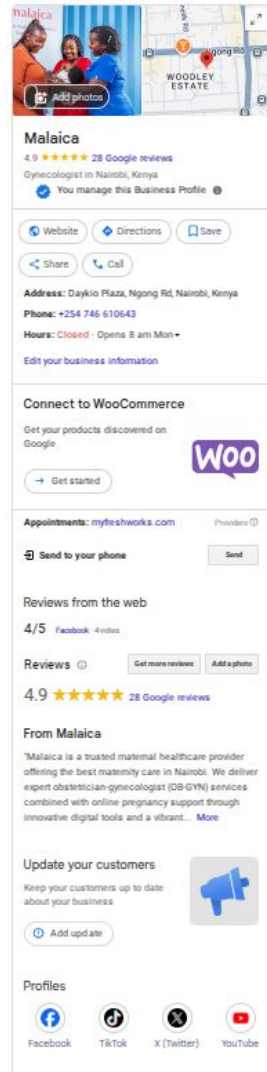 malaica
Add photos
Ngong Rd
WOODLEY
ESTATE
Malaica
4.9 ★★★★★ 28 Google reviews
Gynecologist in Nairobi, Kenya
You manage this Business Profile
Website Directions Save
Share Call
Address: Daykio Plaza, Ngong Rd, Nairobi, Kenya
Phone: +254 746 610643
Hours: Closed · Opens 8 am Mon
Edit your business information
Connect to WooCommerce
Get your products discovered on
Google
WOO
→ Get started
Appointments: myfreshworks.com Providers
Send to your phone Send
Reviews from the web
4/5 Facebook · 4 votes
Reviews Get more reviews Add a photo
4.9 ★★★★★ 28 Google reviews
From Malaica
"Malaica is a trusted maternal healthcare provider
offering the best maternity care in Nairobi. We deliver
expert obstetrician-gynecologist (OB-GYN) services
combined with online pregnancy support through
innovative digital tools and a vibrant... More
Update your customers
Keep your customers up to date
about your business
Add update
Profiles
Facebook TikTok X (Twitter) YouTube